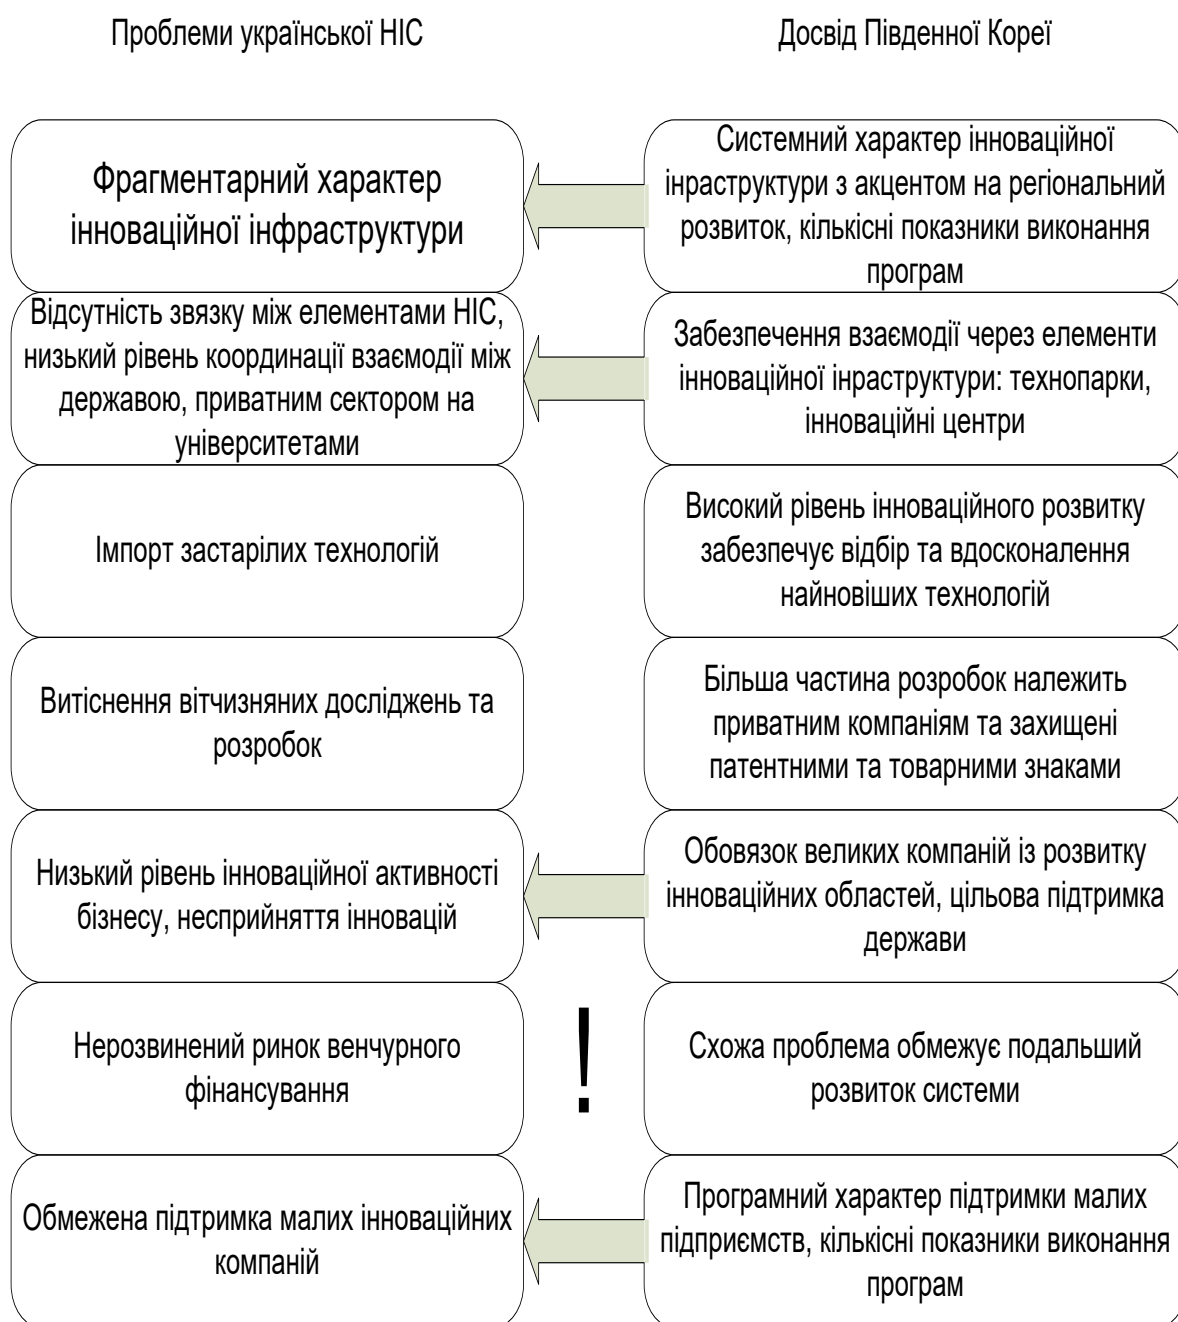 Проблеми української НІС
Досвід Південної Кореї
Фрагментарний характер
інноваційної інфраструктури
Системний характер інноваційної
інраструктури з акцентом на регіональний
розвиток, кількісні показники виконання
програм
Відсутність звязку між елементами НІС,
низький рівень координації взаємодії між
державою, приватним сектором на
університетами
Забезпечення взаємодії через елементи
інноваційної інраструктури: технопарки,
інноваційні центри
Імпорт застарілих технологій
Високий рівень інноваційного розвитку
забезпечує відбір та вдосконалення
найновіших технологій
Витіснення вітчизняних досліджень та
розробок
Більша частина розробок належить
приватним компаніям та захищені
патентними та товарними знаками
Низький рівень інноваційної активності
бізнесу, несприйняття інновацій
Обовязок великих компаній із розвитку
інноваційних областей, цільова підтримка
держави
Нерозвинений ринок венчурного
фінансування
!
Схожа проблема обмежує подальший
розвиток системи
Обмежена підтримка малих інноваційних
компаній
Програмний характер підтримки малих
підприємств, кількісні показники виконання
програм